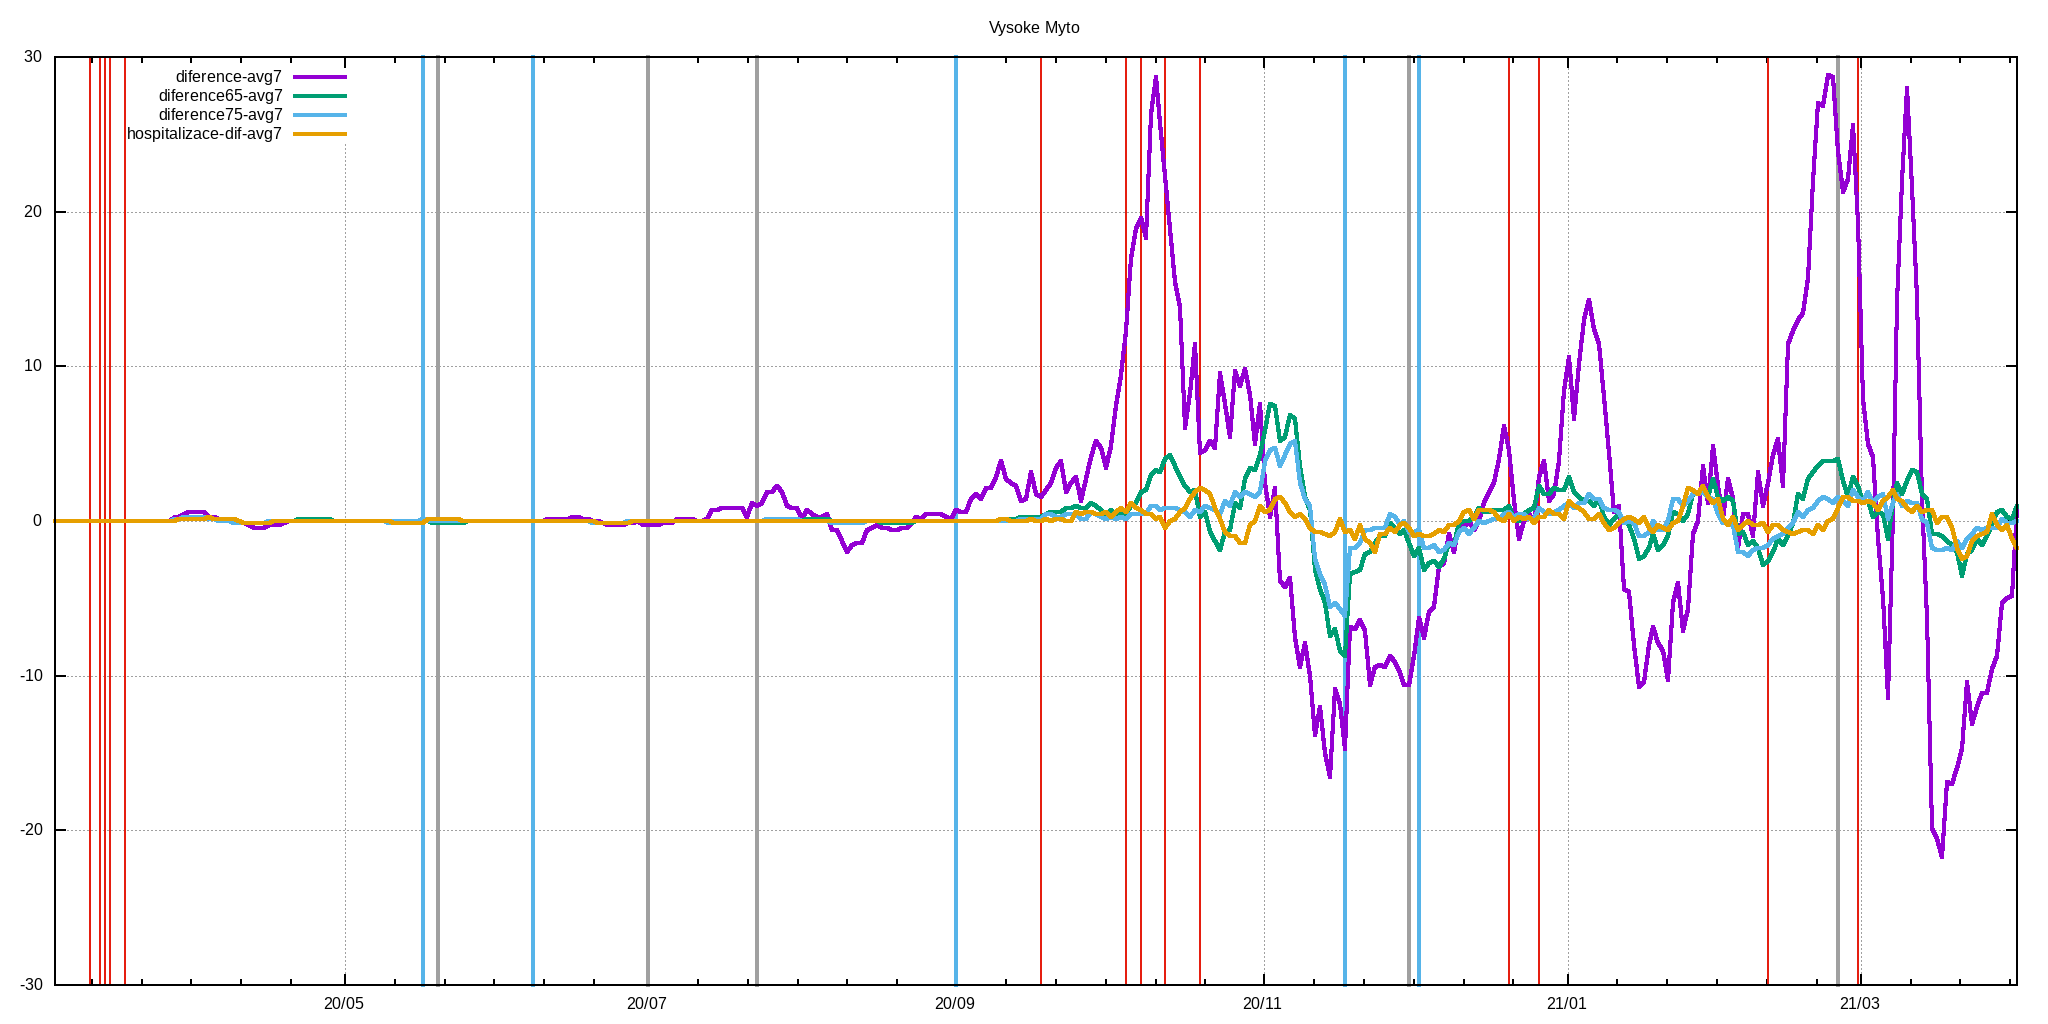 Vysoke Myto
diference-avg7
diference65-avg7
diference75-avg7
hospitalizace-dif-avg7
30
20
10
0
-10
-20
-30
20/05 20/07 20/09 20/11 21/01 21/03